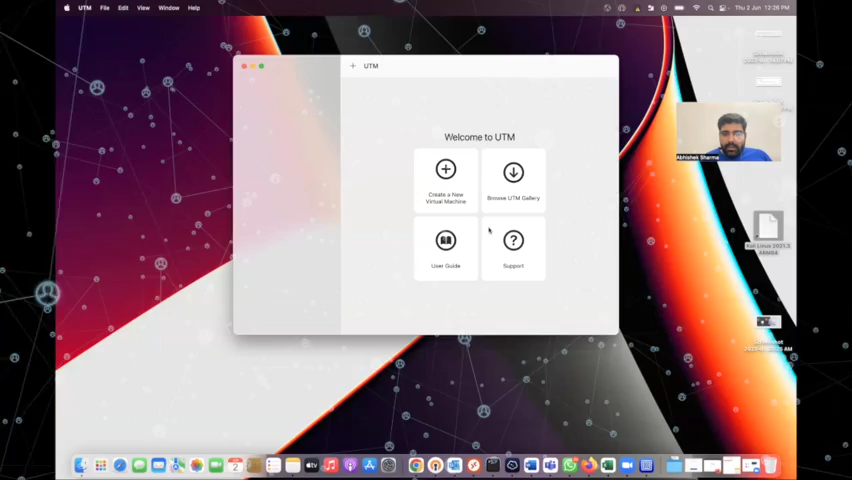 UTM File Edit View Window Help
Thu 2 Jun 12:26 PM
UTM
Welcome to UTM
Create a New
Virtual Machine
Browse UTM Gallery
User Guide
Support
Abhishek Sharma
Kali Linux 2021.5
ARM64